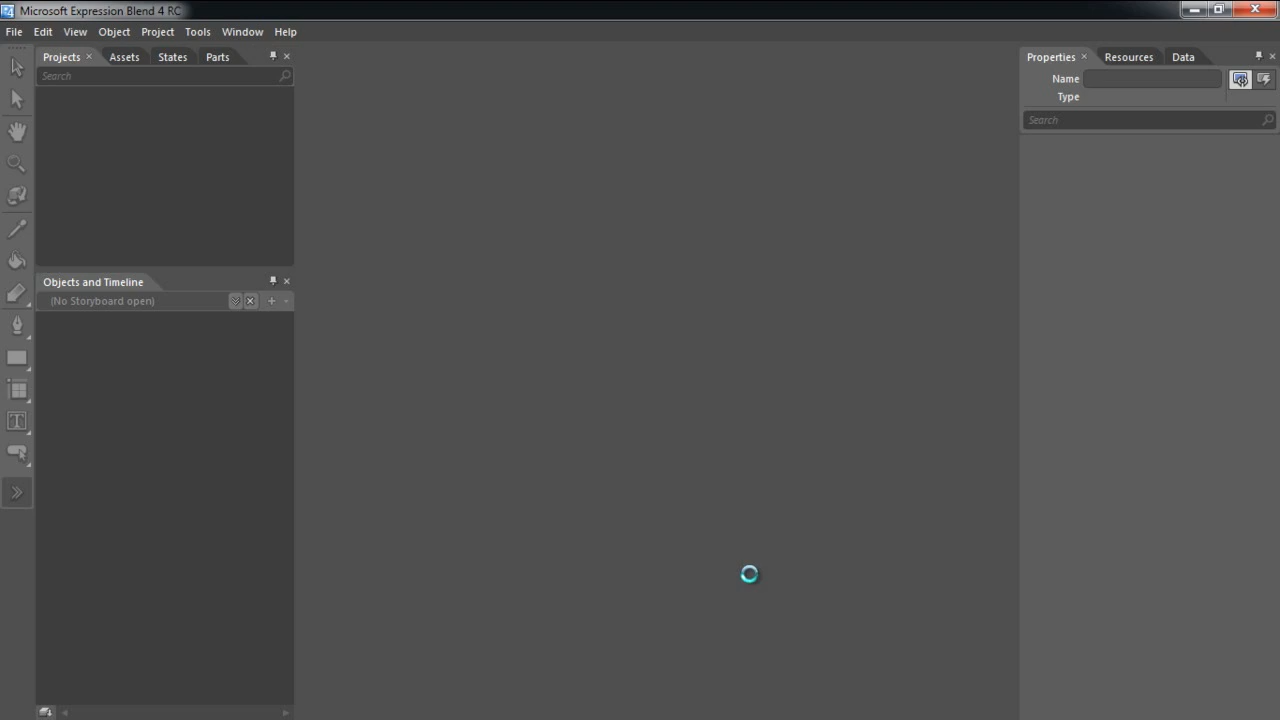 Microsoft Expression Blend 4 RC
File Edit View Object Project Tools Window Help
Projects Assets States Parts
Search
Objects and Timeline
(No Storyboard open)
Properties Resources Data
Name
Type
Search